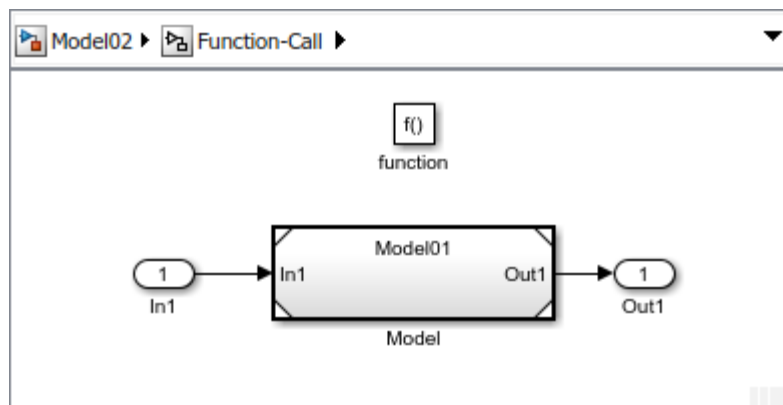 Model02 Function-Call
f()
function
Model01
1 In1 Out1 1
In1 Out1
Model